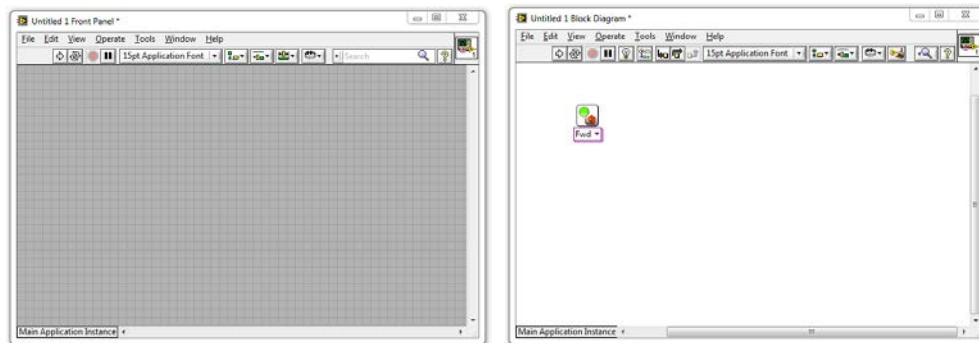 Untitled 1 Front Panel *
File Edit View Operate Tools Window Help
15pt Application Font Search
Main Application Instance
Untitled 1 Block Diagram *
File Edit View Operate Tools Window Help
15pt Application Font
Fwd
Main Application Instance